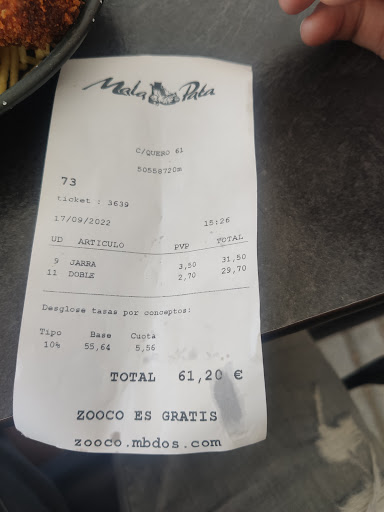 Mala Pata
C/QUERO 61
50558720m
73
ticket : 3639
17/09/2022 15:26
UD ARTICULO PVP TOTAL
9 JARRA 3,50 31,50
11 DOBLE 2,70 29,70
Desglose tasas por conceptos:
Tipo Base Cuota
10% 55,64 5,56
TOTAL 61,20 €
ZOOCO ES GRATIS
zooco.mbdos.com